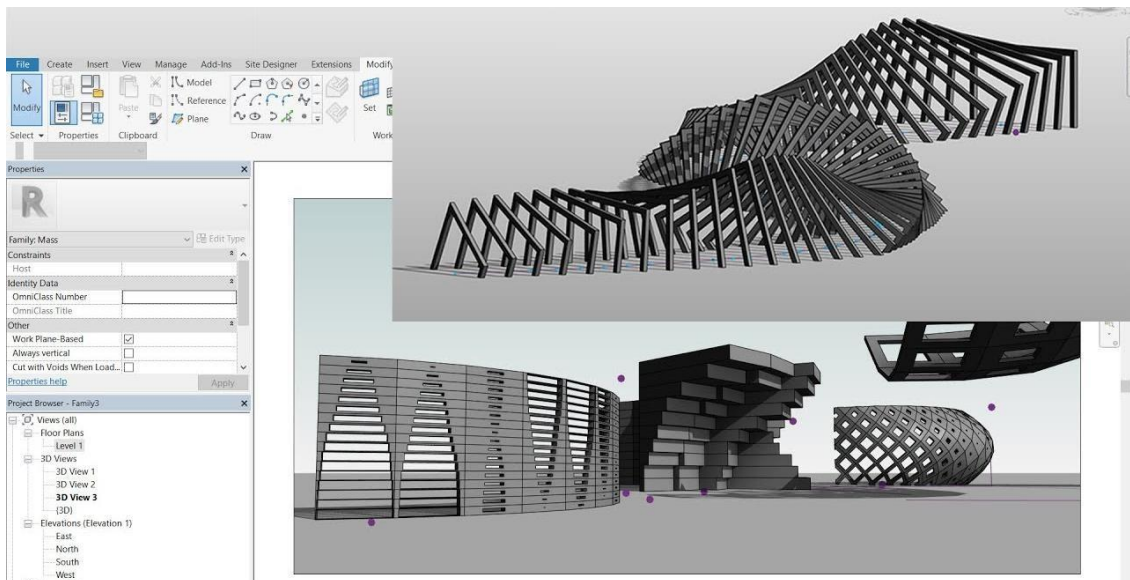 File Create Insert View Manage Add-Ins Site Designer Extensions Modify
Model
Reference
Plane
Modify
Paste
Set
Select Properties Clipboard Draw Work
Properties
R
Family: Mass Edit Type
Constraints
Host
Identity Data
OmniClass Number
OmniClass Title
Other
Work Plane-Based
Always vertical
Cut with Voids When Load...
Properties help Apply
Project Browser - Family3
Views (all)
Floor Plans
Level 1
3D Views
3D View 1
3D View 2
3D View 3
{3D}
Elevations (Elevation 1)
East
North
South
West